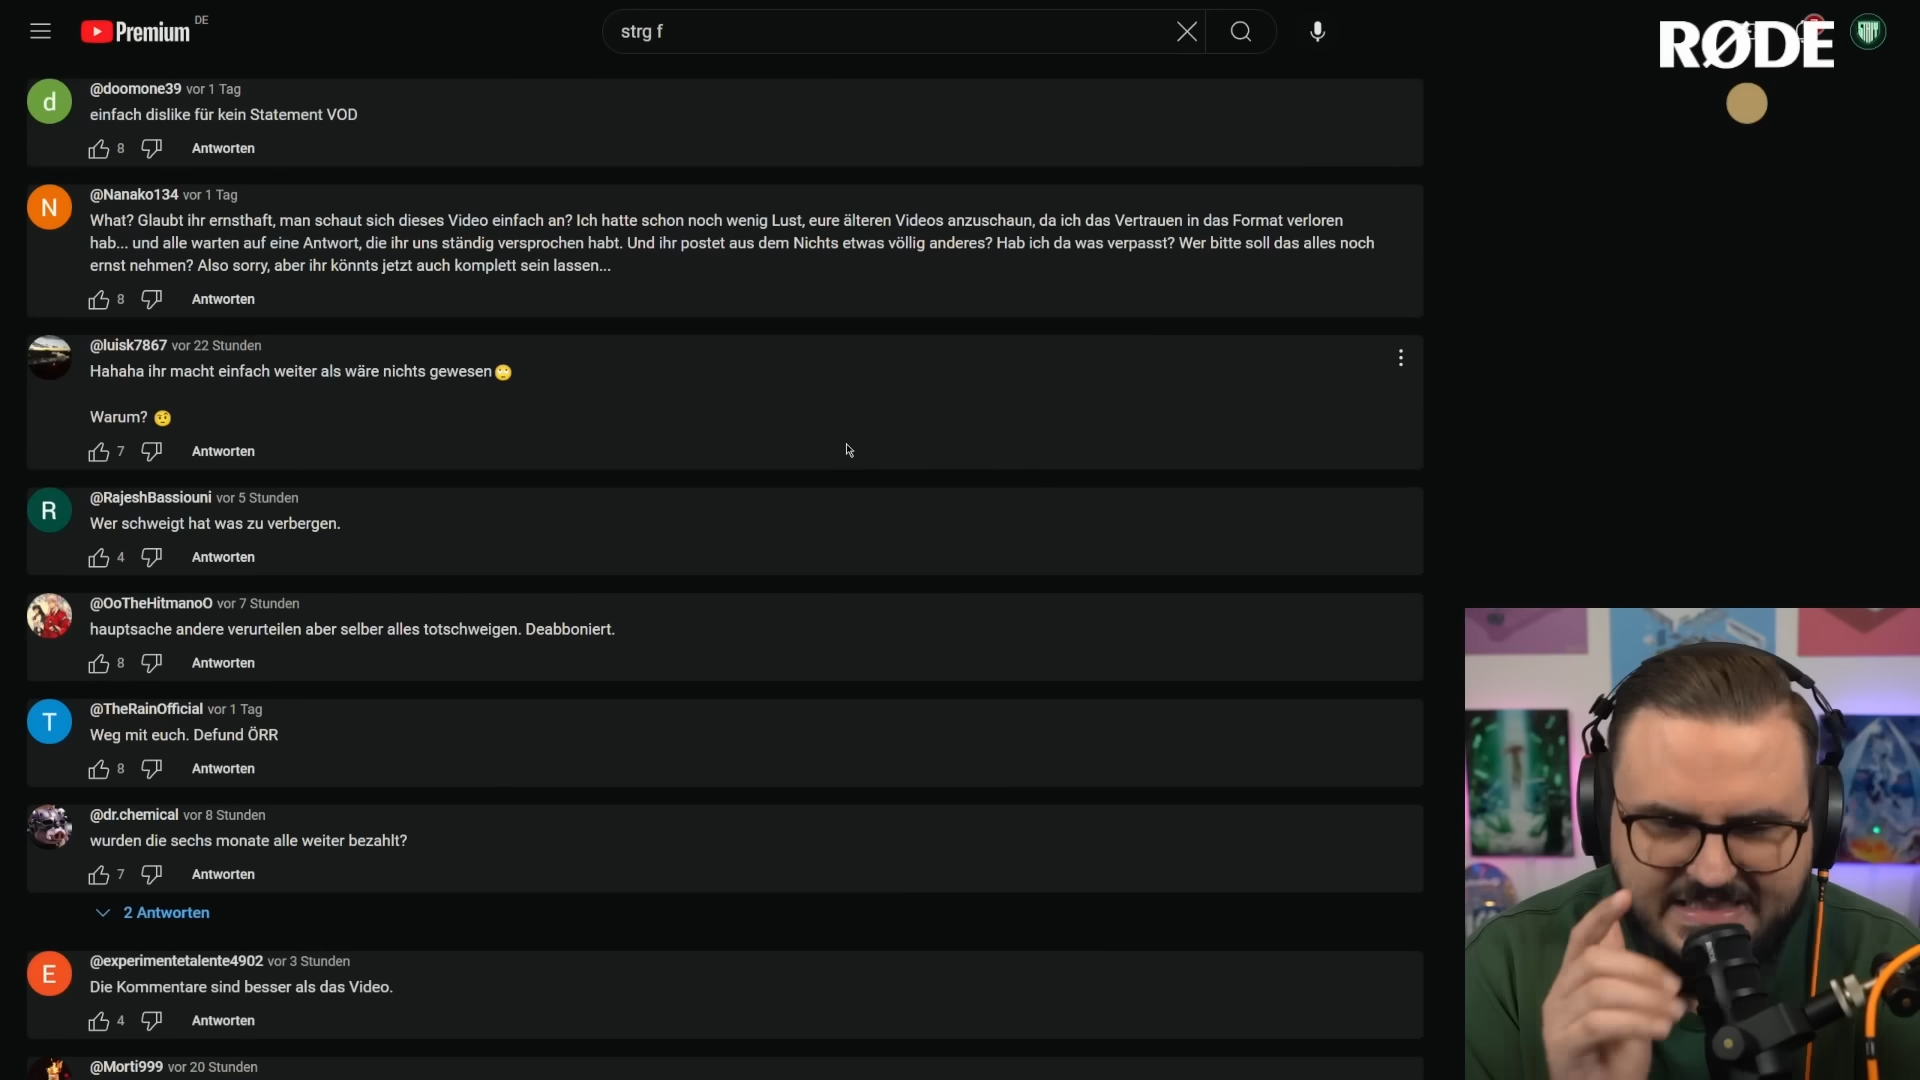 Premium DE
strg f
RØDE
@doomone39 vor 1 Tag
einfach dislike für kein Statement VOD
8 Antworten
@Nanako134 vor 1 Tag
What? Glaubt ihr ernsthaft, man schaut sich dieses Video einfach an? Ich hatte schon noch wenig Lust, eure älteren Videos anzuschaun, da ich das Vertrauen in das Format verloren
hab... und alle warten auf eine Antwort, die ihr uns ständig versprochen habt. Und ihr postet aus dem Nichts etwas völlig anderes? Hab ich da was verpasst? Wer bitte soll das alles noch
ernst nehmen? Also sorry, aber ihr könnts jetzt auch komplett sein lassen...
8 Antworten
@luisk7867 vor 22 Stunden
Hahaha ihr macht einfach weiter als wäre nichts gewesen🙄
Warum? 🤨
7 Antworten
@RajeshBassiouni vor 5 Stunden
Wer schweigt hat was zu verbergen.
4 Antworten
@OoTheHitmanoO vor 7 Stunden
hauptsache andere verurteilen aber selber alles totschweigen. Deabboniert.
8 Antworten
@TheRainOfficial vor 1 Tag
Weg mit euch. Defund ÖRR
8 Antworten
@dr.chemical vor 8 Stunden
wurden die sechs monate alle weiter bezahlt?
7 Antworten
2 Antworten
@experimentetalente4902 vor 3 Stunden
Die Kommentare sind besser als das Video.
4 Antworten
@Morti999 vor 20 Stunden
d
N
R
T
E